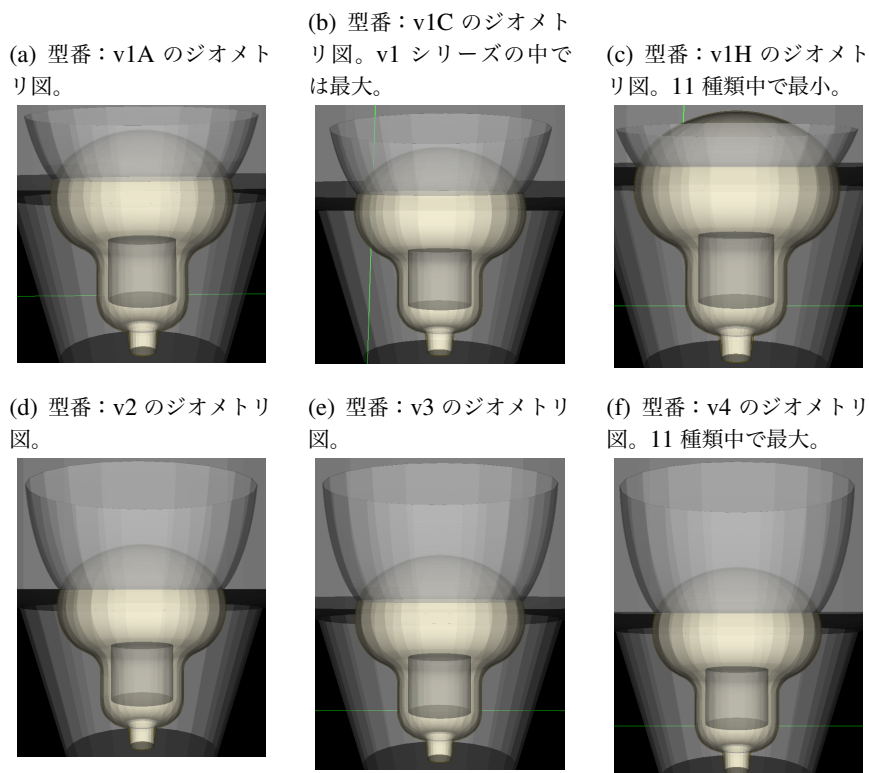 (a) 型番：v1A のジオメト
リ図。
(b) 型番：v1C のジオメト
リ図。v1 シリーズの中で
は最大。
(c) 型番：v1H のジオメト
リ図。11 種類中で最小。
(d) 型番：v2 のジオメトリ
図。
(e) 型番：v3 のジオメトリ
図。
(f) 型番：v4 のジオメトリ
図。11 種類中で最大。